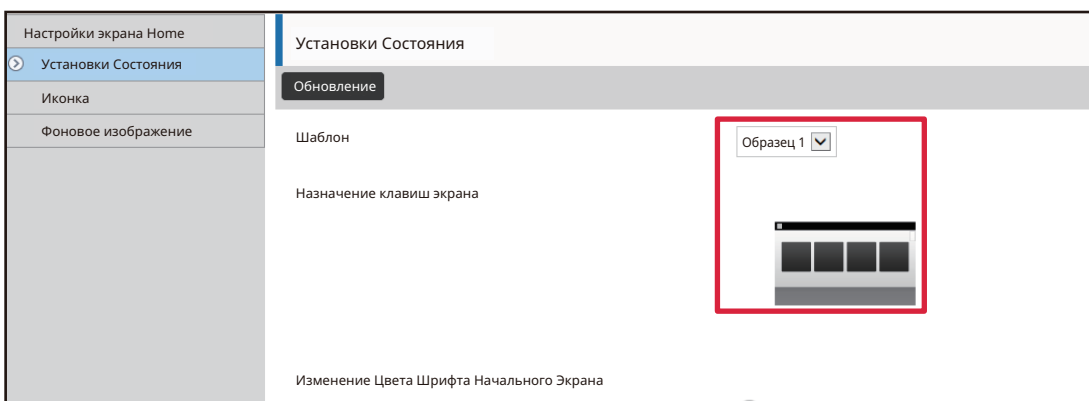 Настройки экрана Home
Установки Состояния
Иконка
Фоновое изображение
Установки Состояния
Обновление
Шаблон
Образец 1
Назначение клавиш экрана
Изменение Цвета Шрифта Начального Экрана